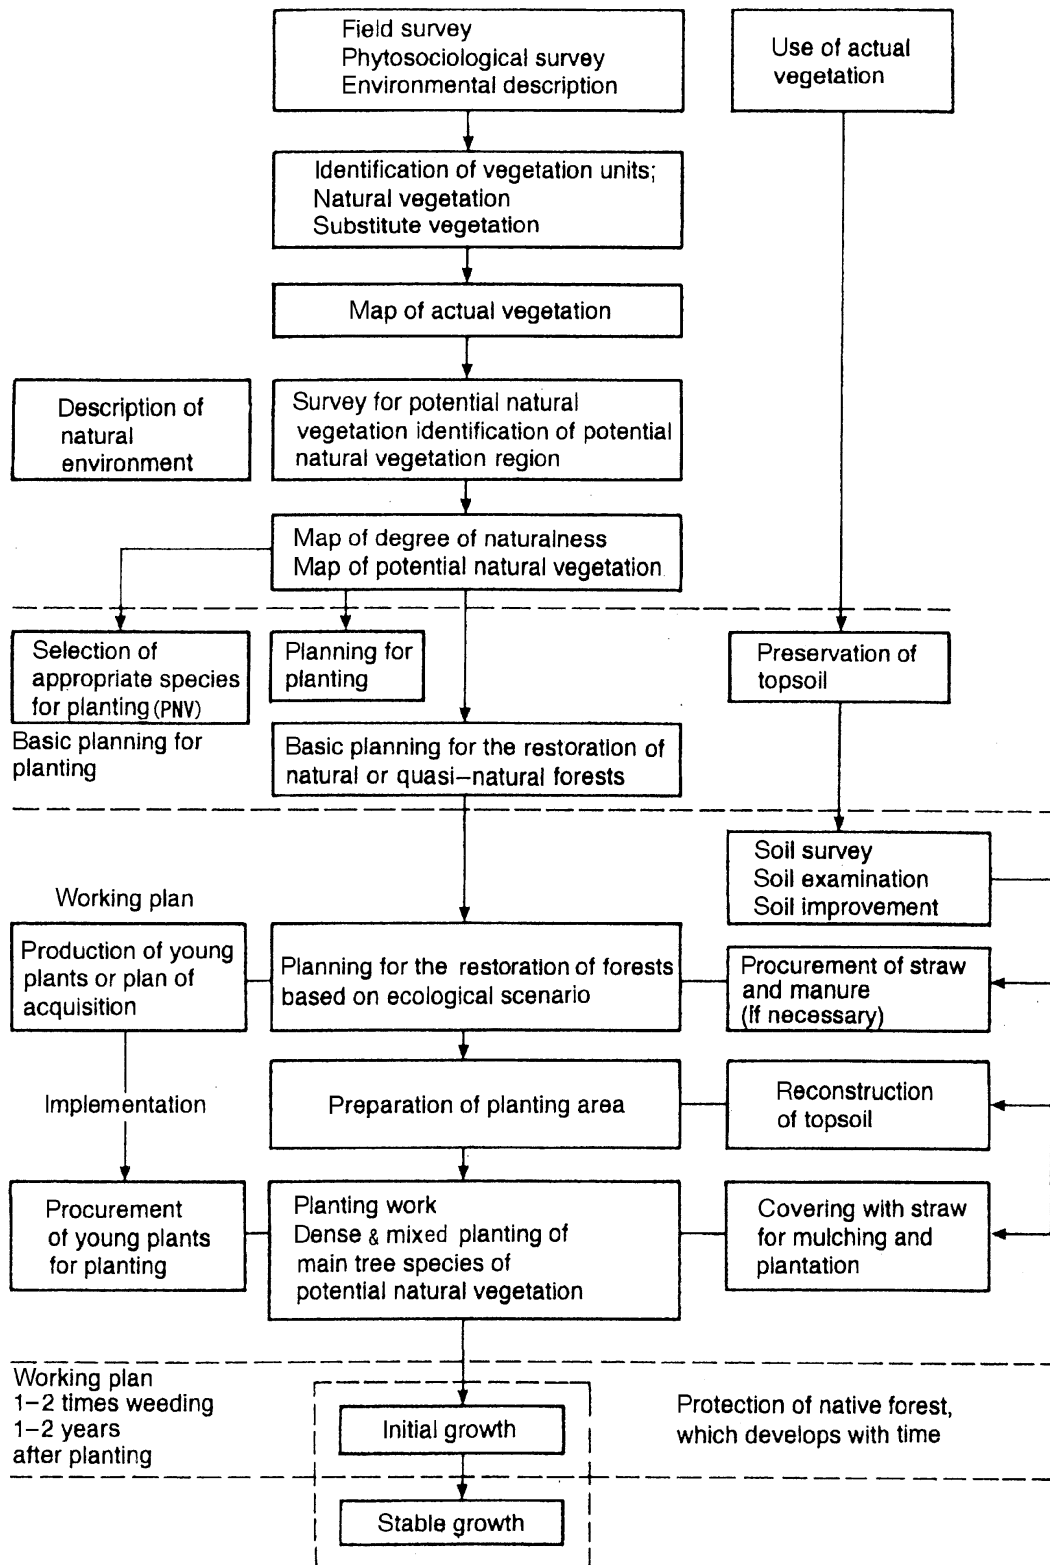 Field survey
Phytosociological survey
Environmental description
Use of actual
vegetation
Identification of vegetation units;
Natural vegetation
Substitute vegetation
Map of actual vegetation
Description of
natural
environment
Survey for potential natural
vegetation identification of potential
natural vegetation region
Map of degree of naturalness
Map of potential natural vegetation
Selection of
appropriate species
for planting (PNV)
Planning for
planting
Preservation of
topsoil
Basic planning for
planting
Basic planning for the restoration of
natural or quasi-natural forests
Soil survey
Soil examination
Soil improvement
Working plan
Production of young
plants or plan of
acquisition
Planning for the restoration of forests
based on ecological scenario
Procurement of straw
and manure
(If necessary)
Implementation
Preparation of planting area
Reconstruction
of topsoil
Procurement
of young plants
for planting
Planting work
Dense & mixed planting of
main tree species of
potential natural vegetation
Covering with straw
for mulching and
plantation
Working plan
1-2 times weeding
1-2 years
after planting
Initial growth
Protection of native forest,
which develops with time
Stable growth